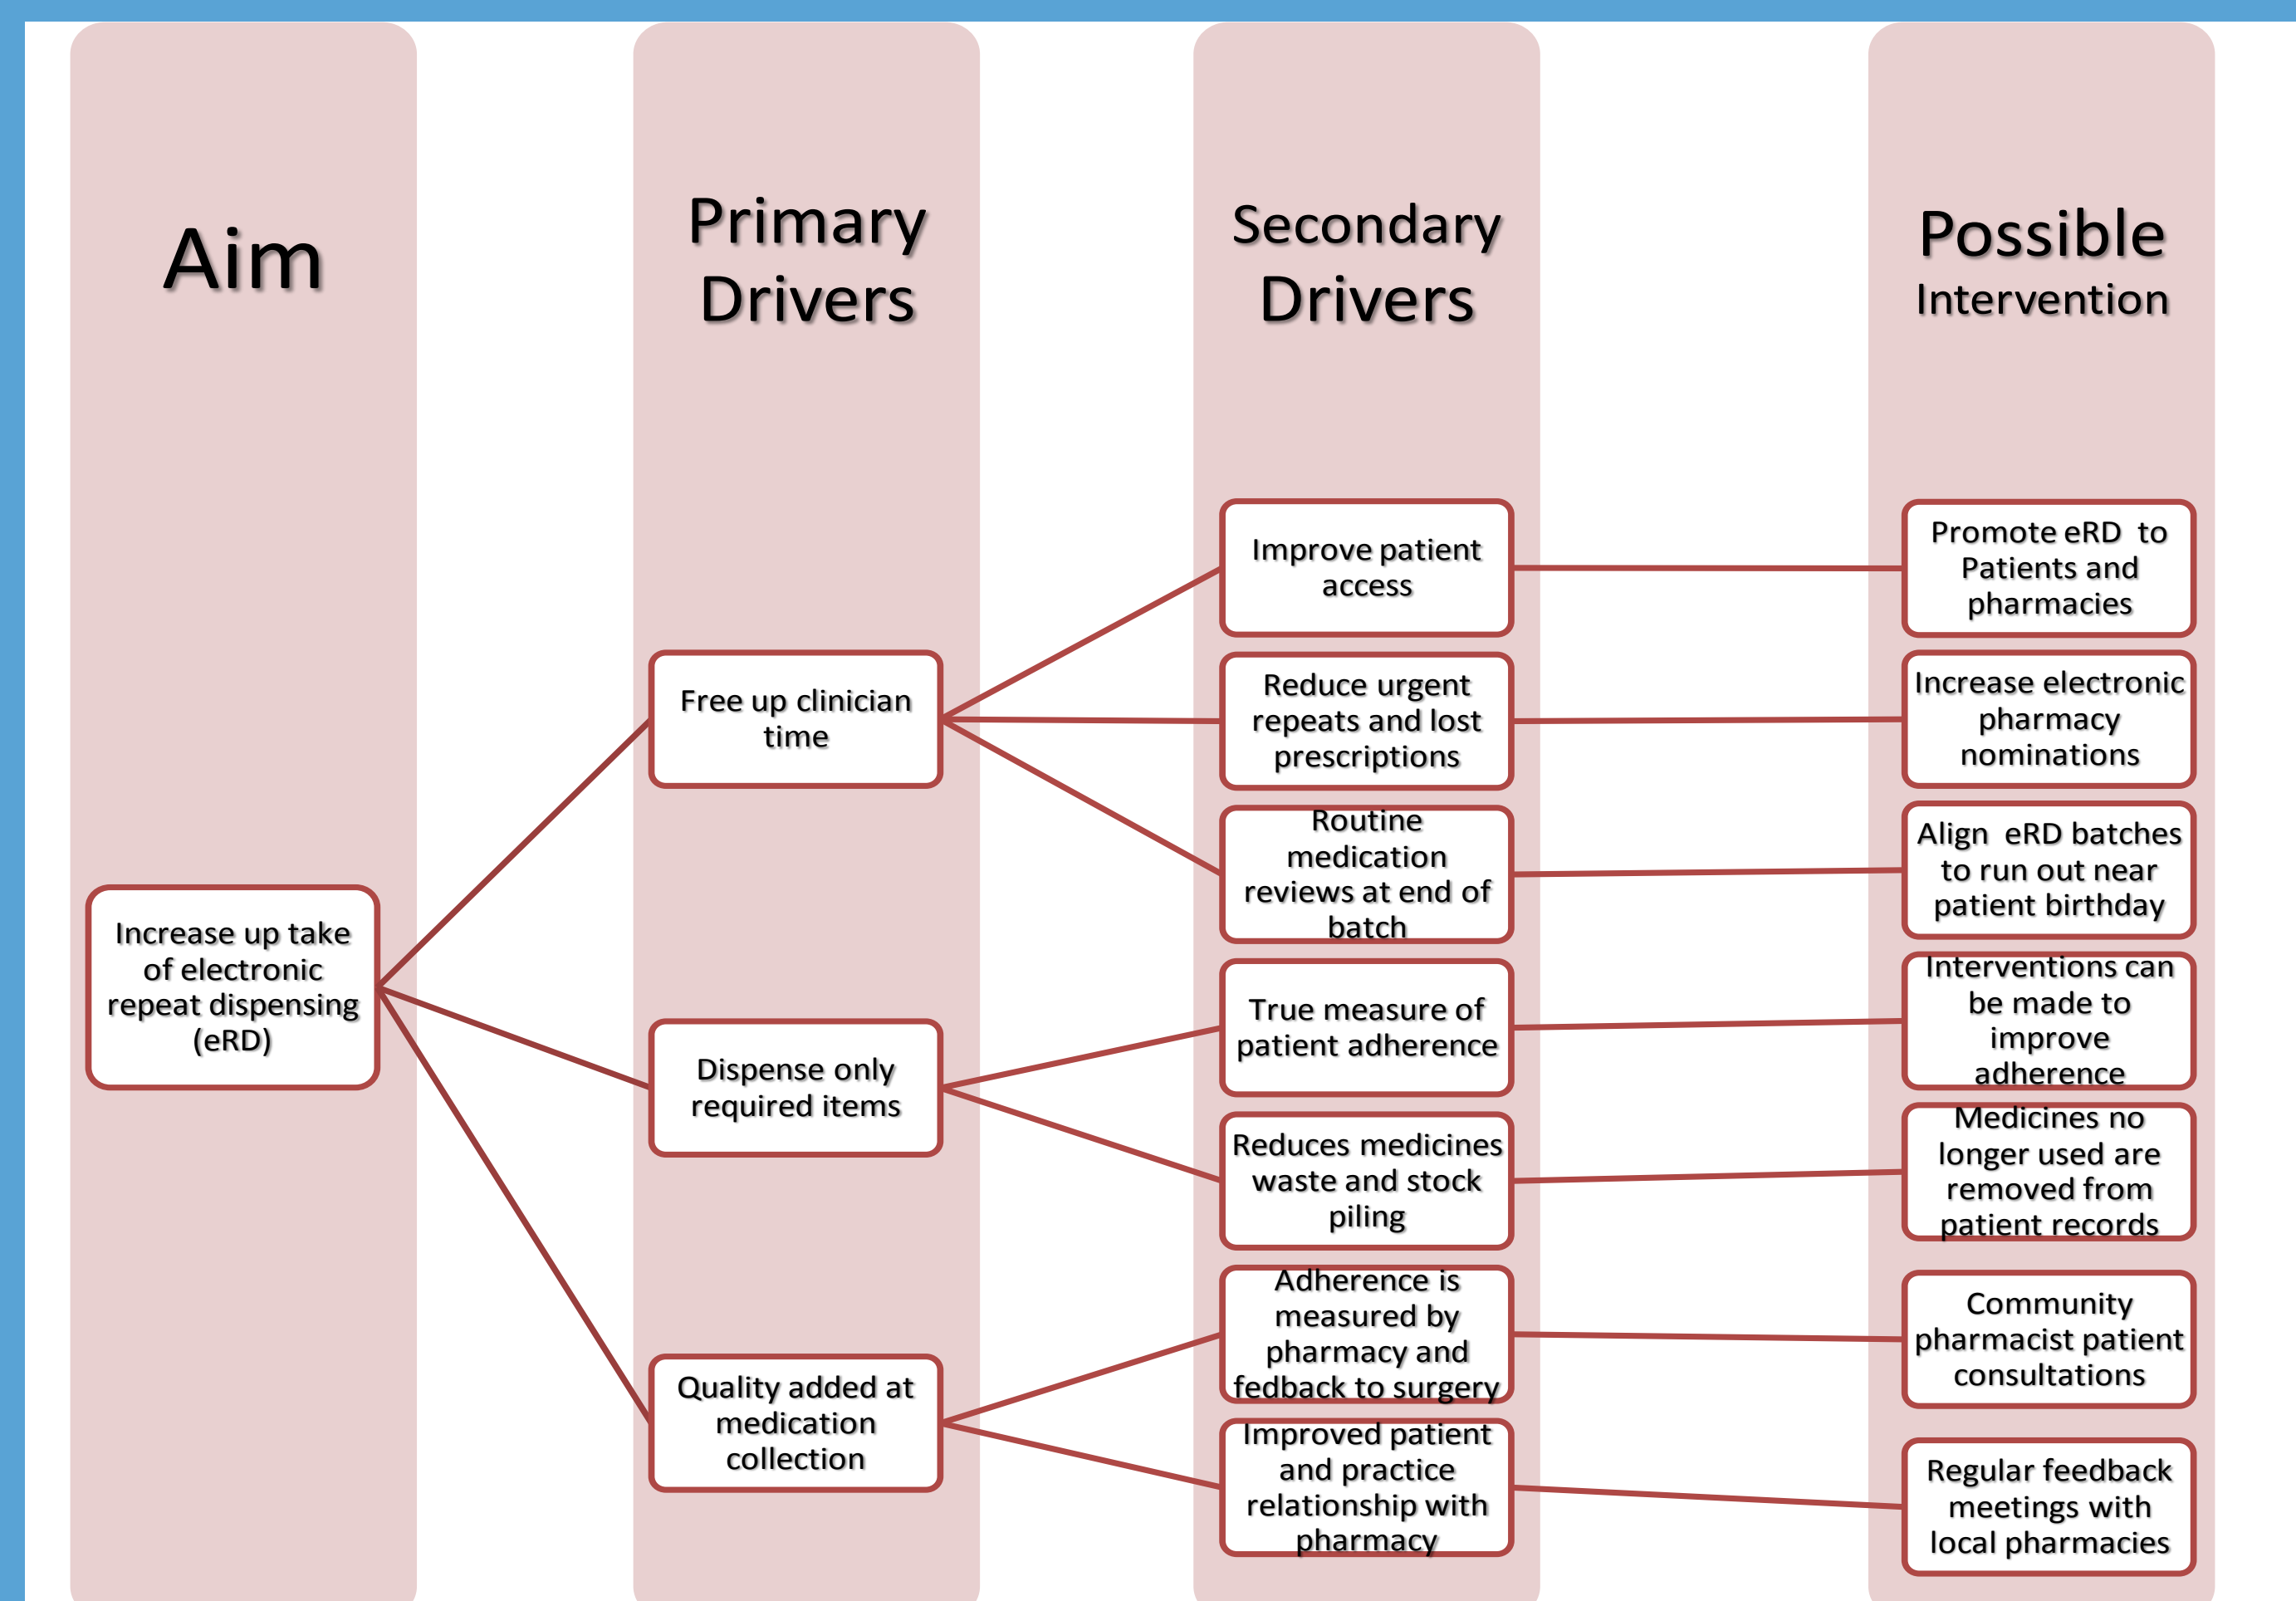 Aim
Primary
Drivers
Secondary
Drivers
Possible
Intervention
Increase up take
of electronic
repeat dispensing
(eRD)
Free up clinician
time
Dispense only
required items
Quality added at
medication
collection
Improve patient
access
Reduce urgent
repeats and lost
prescriptions
Routine
medication
reviews at end of
batch
True measure of
patient adherence
Reduces medicines
waste and stock
piling
Adherence is
measured by
pharmacy and
fedback to surgery
Improved patient
and practice
relationship with
pharmacy
Promote eRD to
Patients and
pharmacies
Increase electronic
pharmacy
nominations
Align eRD batches
to run out near
patient birthday
Interventions can
be made to
improve
adherence
Medicines no
longer used are
removed from
patient records
Community
pharmacist patient
consultations
Regular feedback
meetings with
local pharmacies